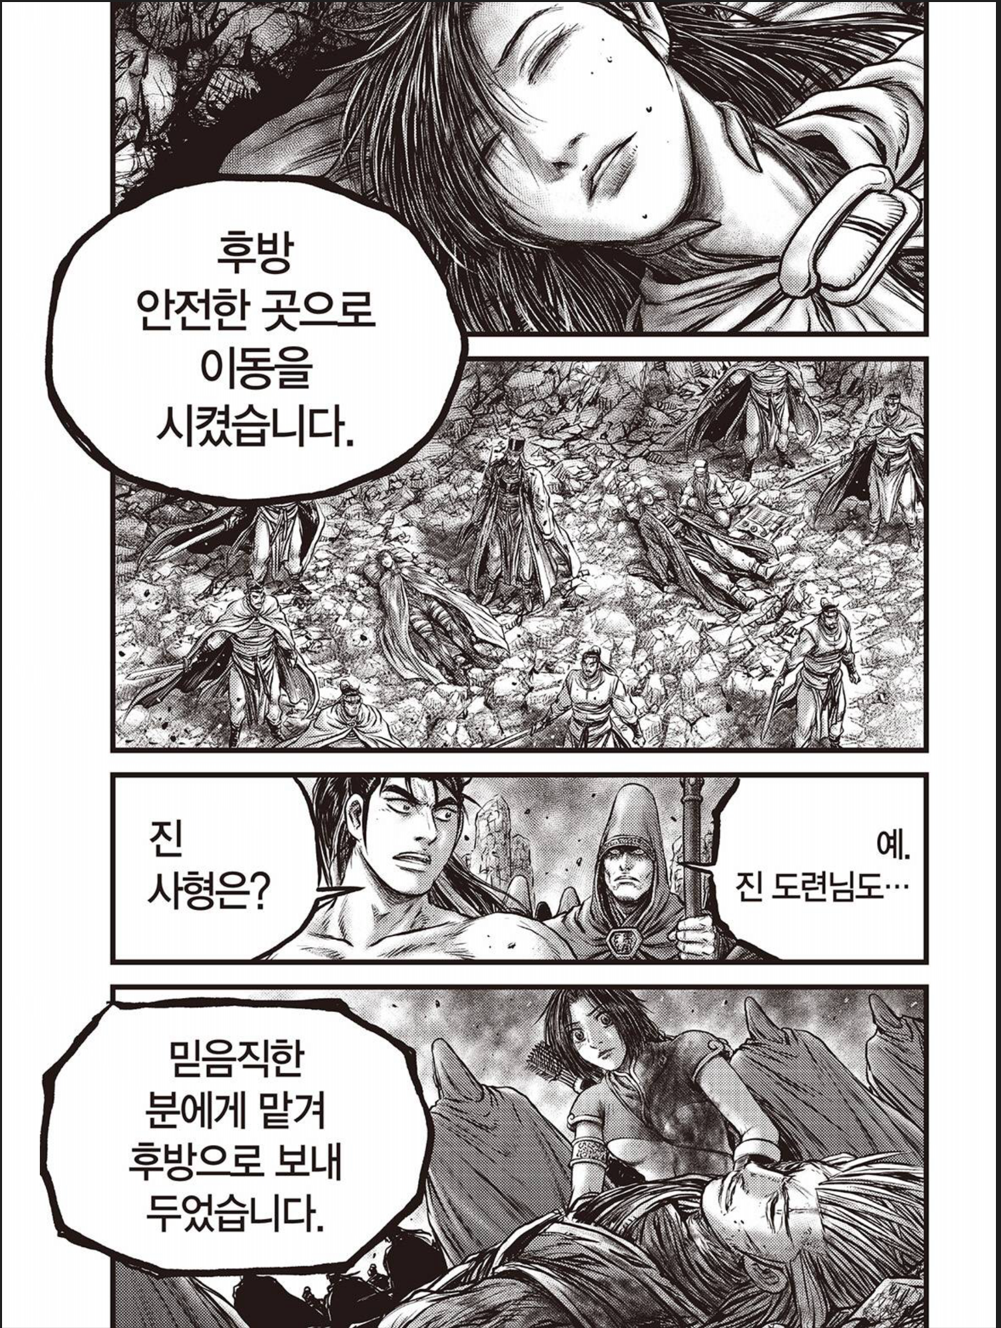 후방
안전한 곳으로
이동을
시켰습니다.
진
사형은?
예.
진 도련님도…
믿음직한
분에게 맡겨
후방으로 보내
두었습니다.